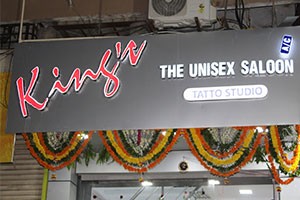 King's
A/C
THE UNISEX SALOON
TATTO STUDIO